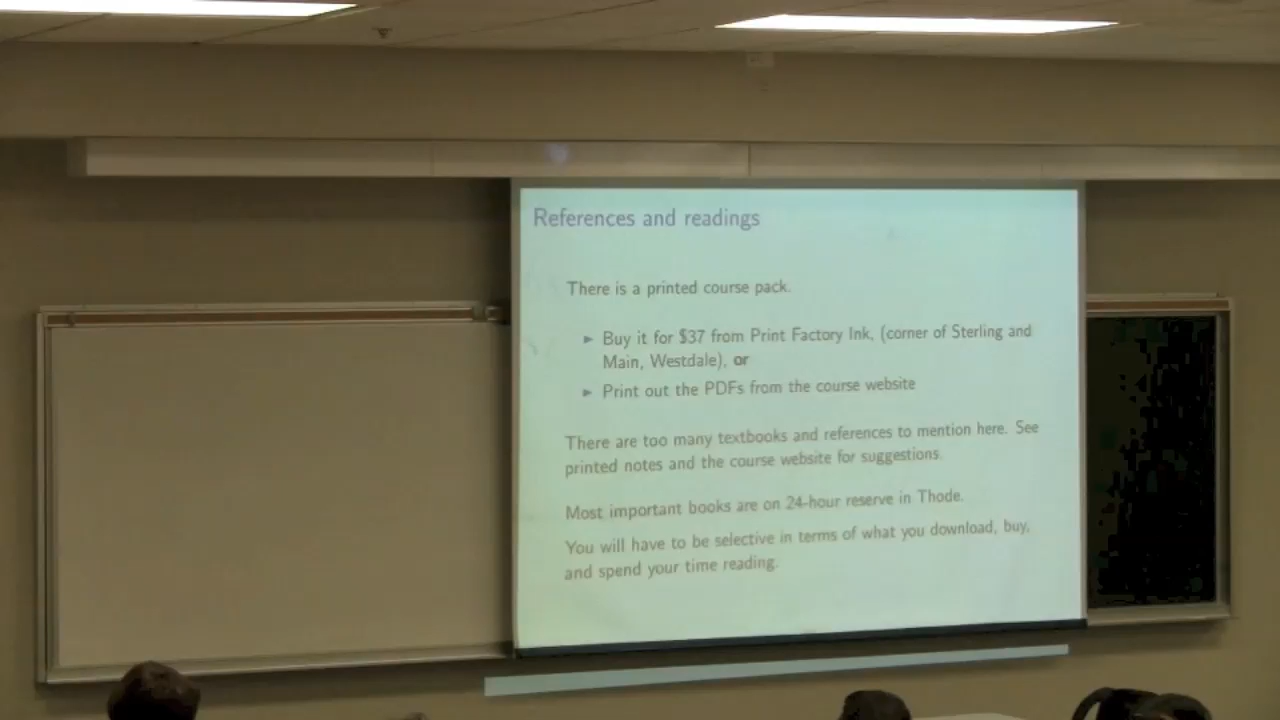 References and readings
There is a printed course pack.
► Buy it for $37 from Print Factory Ink, (corner of Sterling and
Main, Westdale), or
► Print out the PDFs from the course website
There are too many textbooks and references to mention here. See
printed notes and the course website for suggestions.
Most important books are on 24-hour reserve in Thode.
You will have to be selective in terms of what you download, buy,
and spend your time reading.